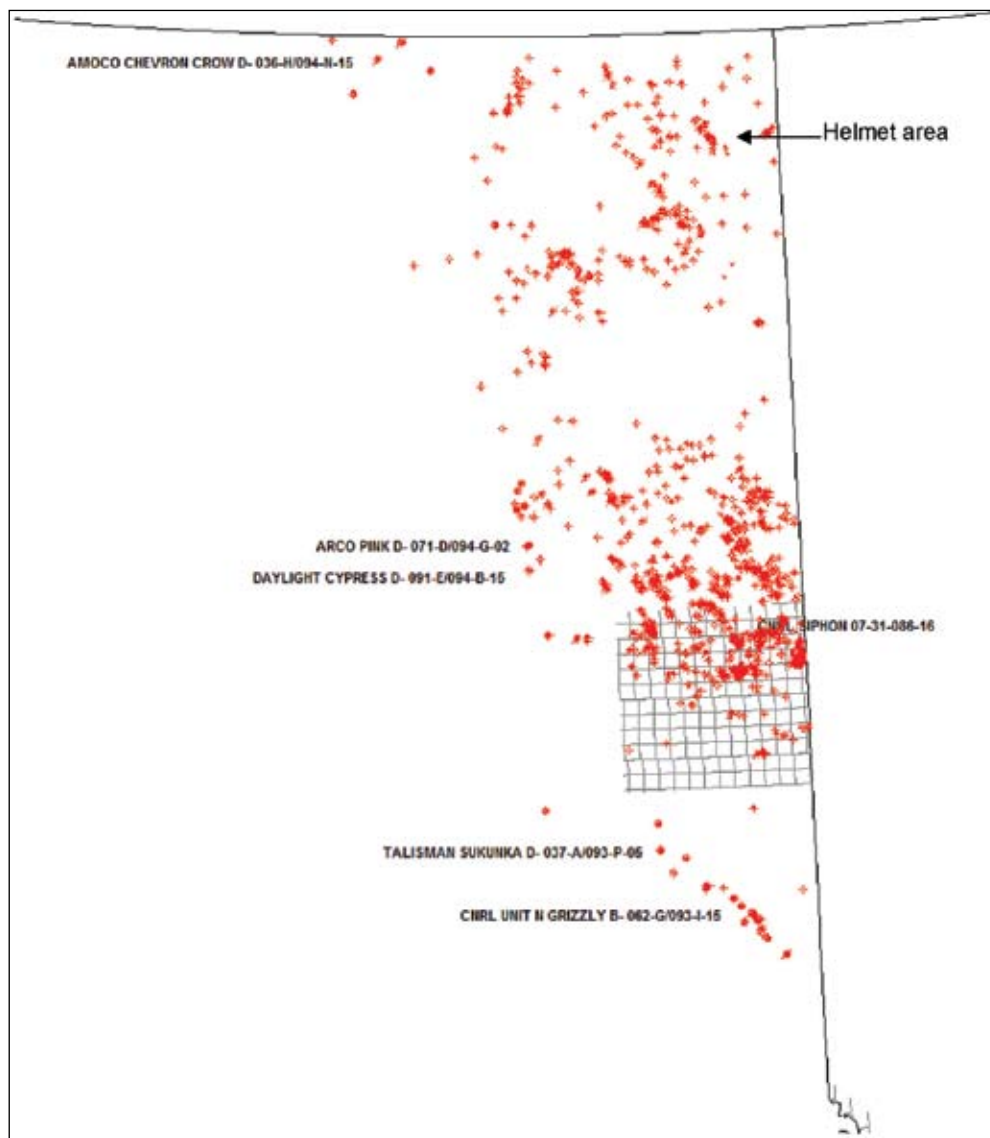 AMOCO CHEVRON CROW D- 036-H/094-N-15
Helmet area
ARCO PINK D- 071-D/094-G-02
DAYLIGHT CYPRESS D- 091-E/094-B-15
CNRL SIPHON 07-31-086-16
TALISMAN SUKUNKA D- 037-A/093-P-05
CNRL UNIT N GRIZZLY B- 062-G/093-I-15